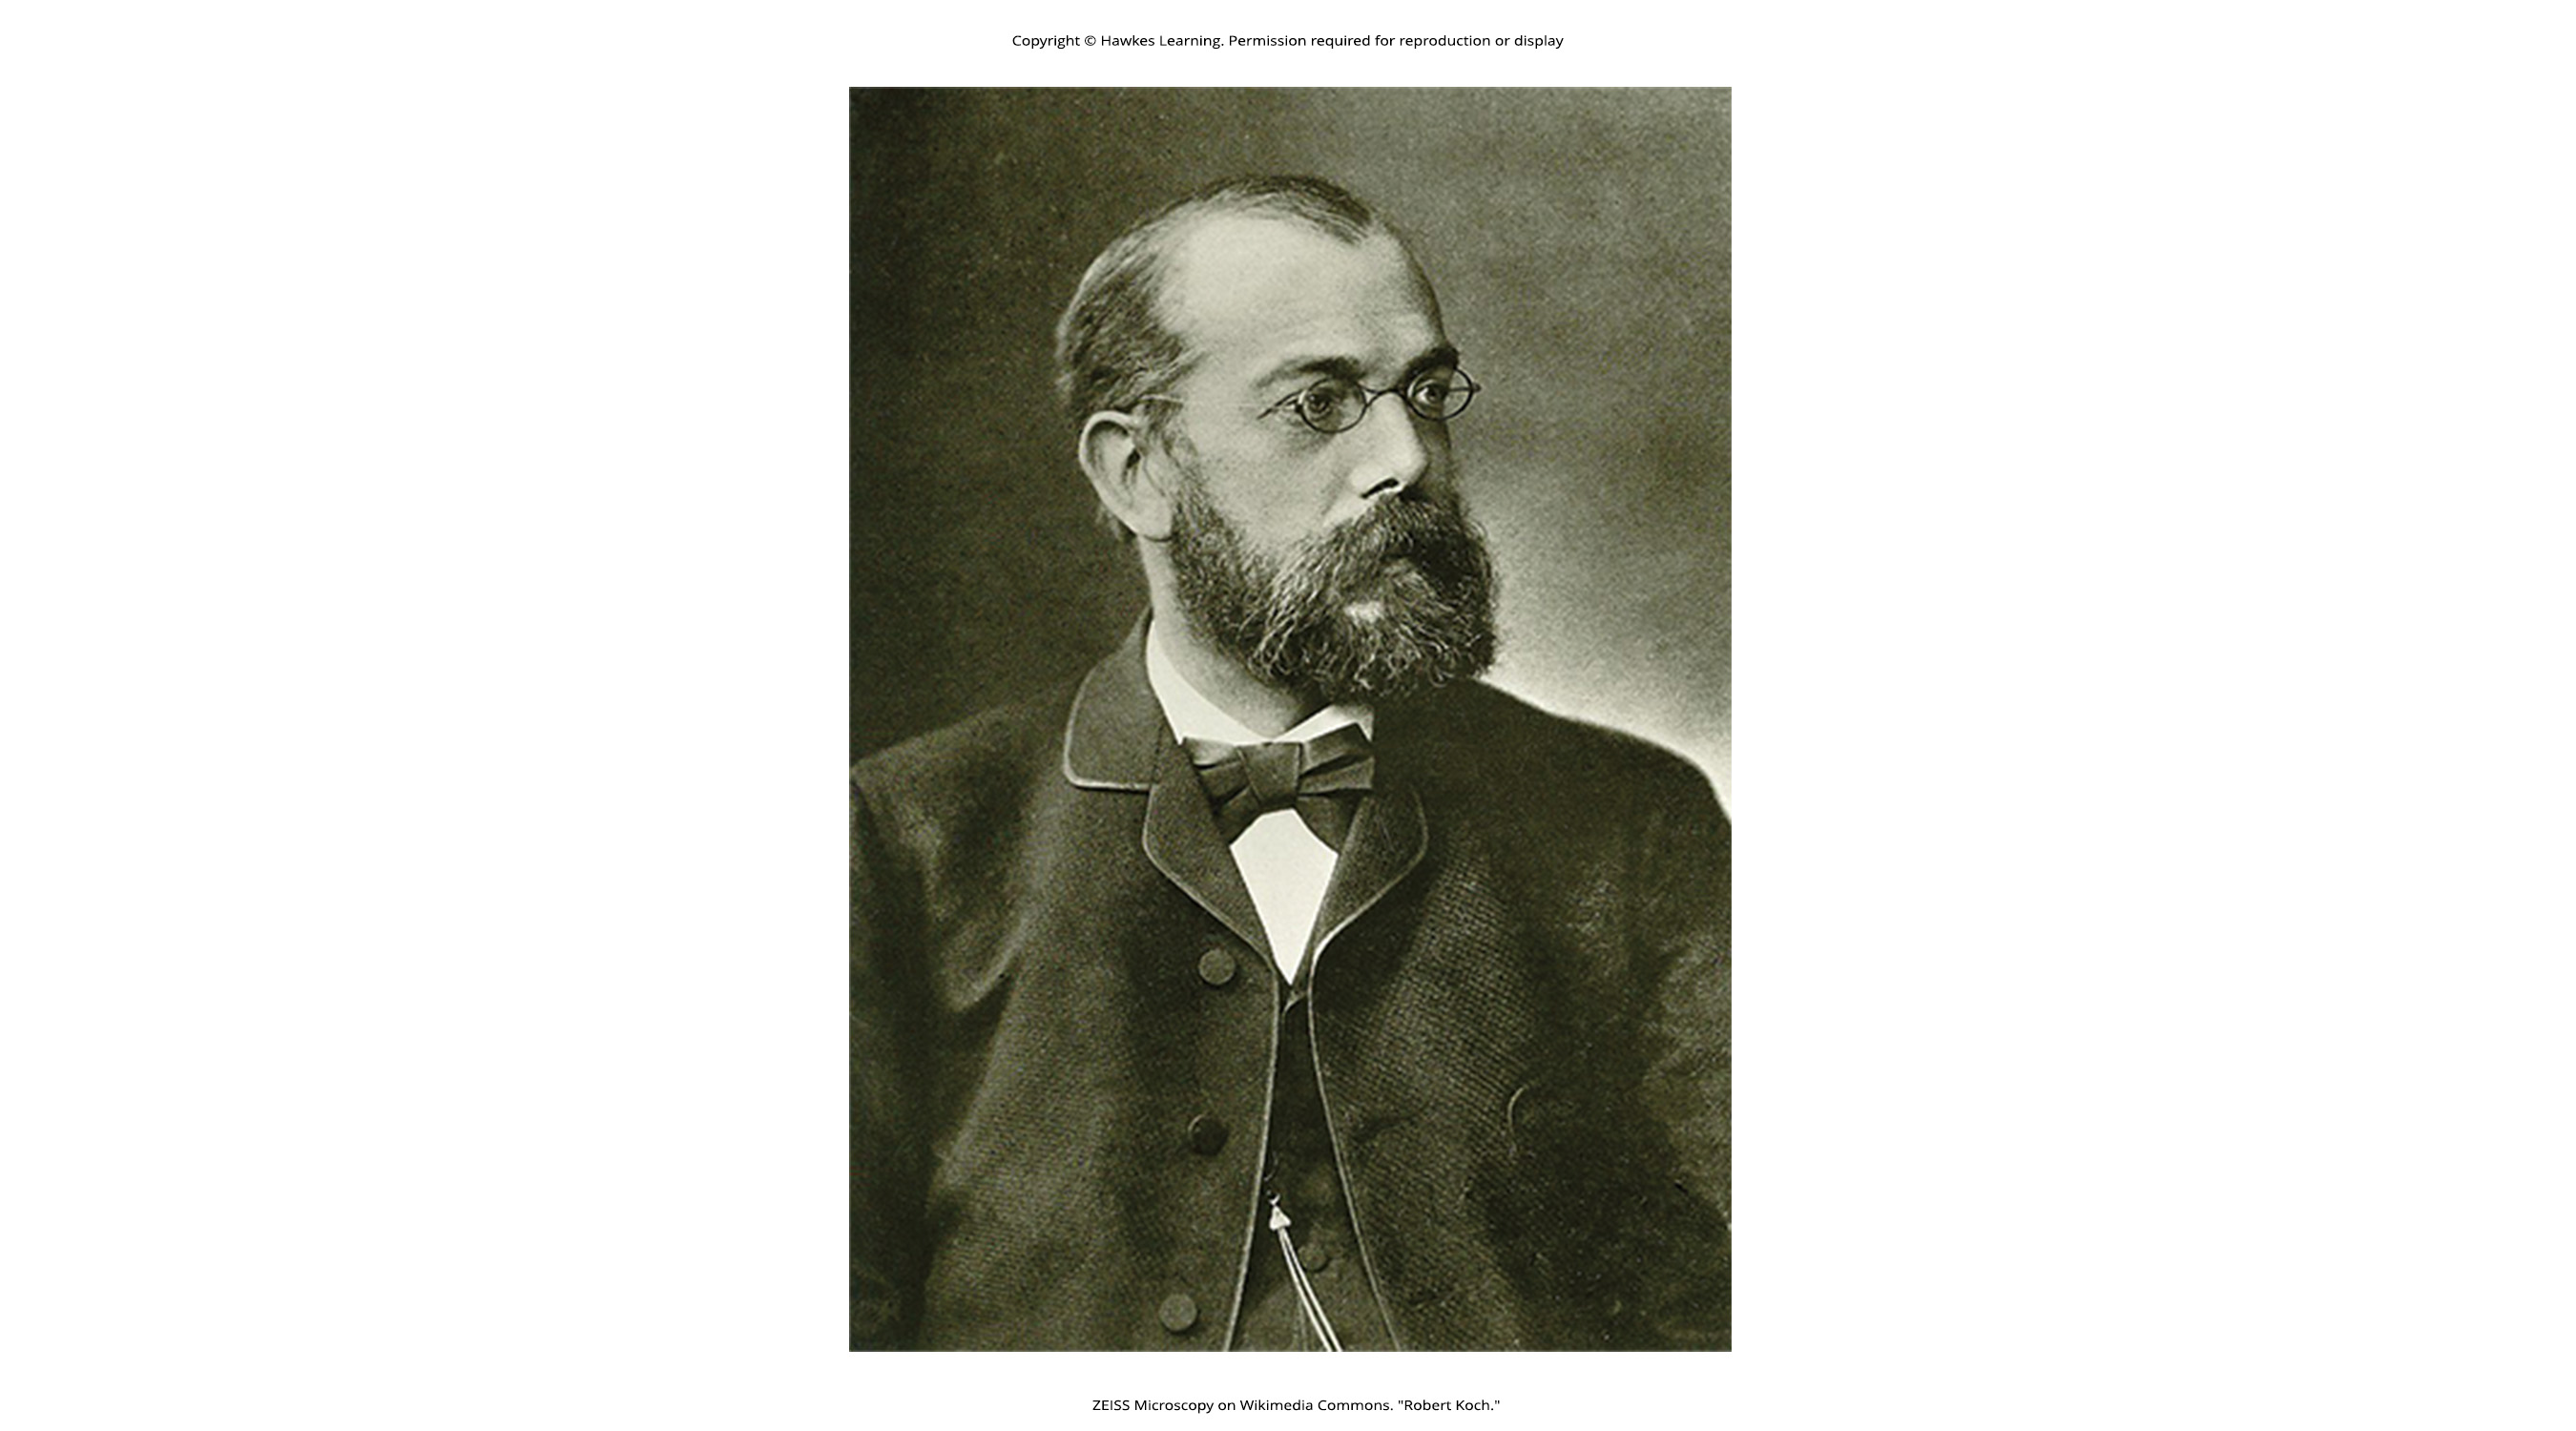 Copyright © Hawkes Learning. Permission required for reproduction or display
ZEISS Microscopy on Wikimedia Commons. "Robert Koch."